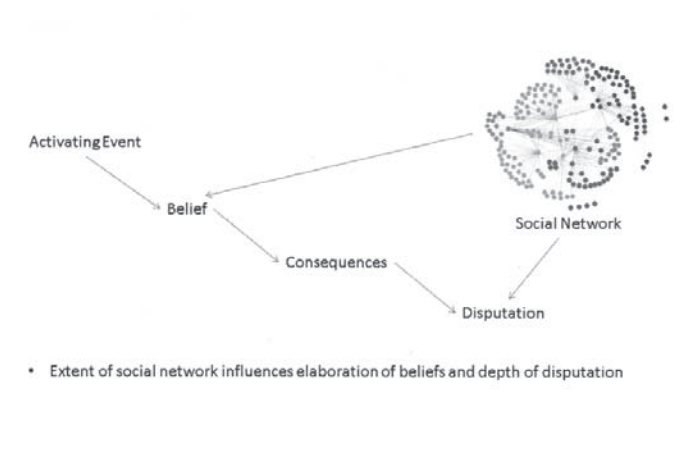 Activating Event
Belief
Social Network
Consequences
Disputation
• Extent of social network influences elaboration of beliefs and depth of disputation